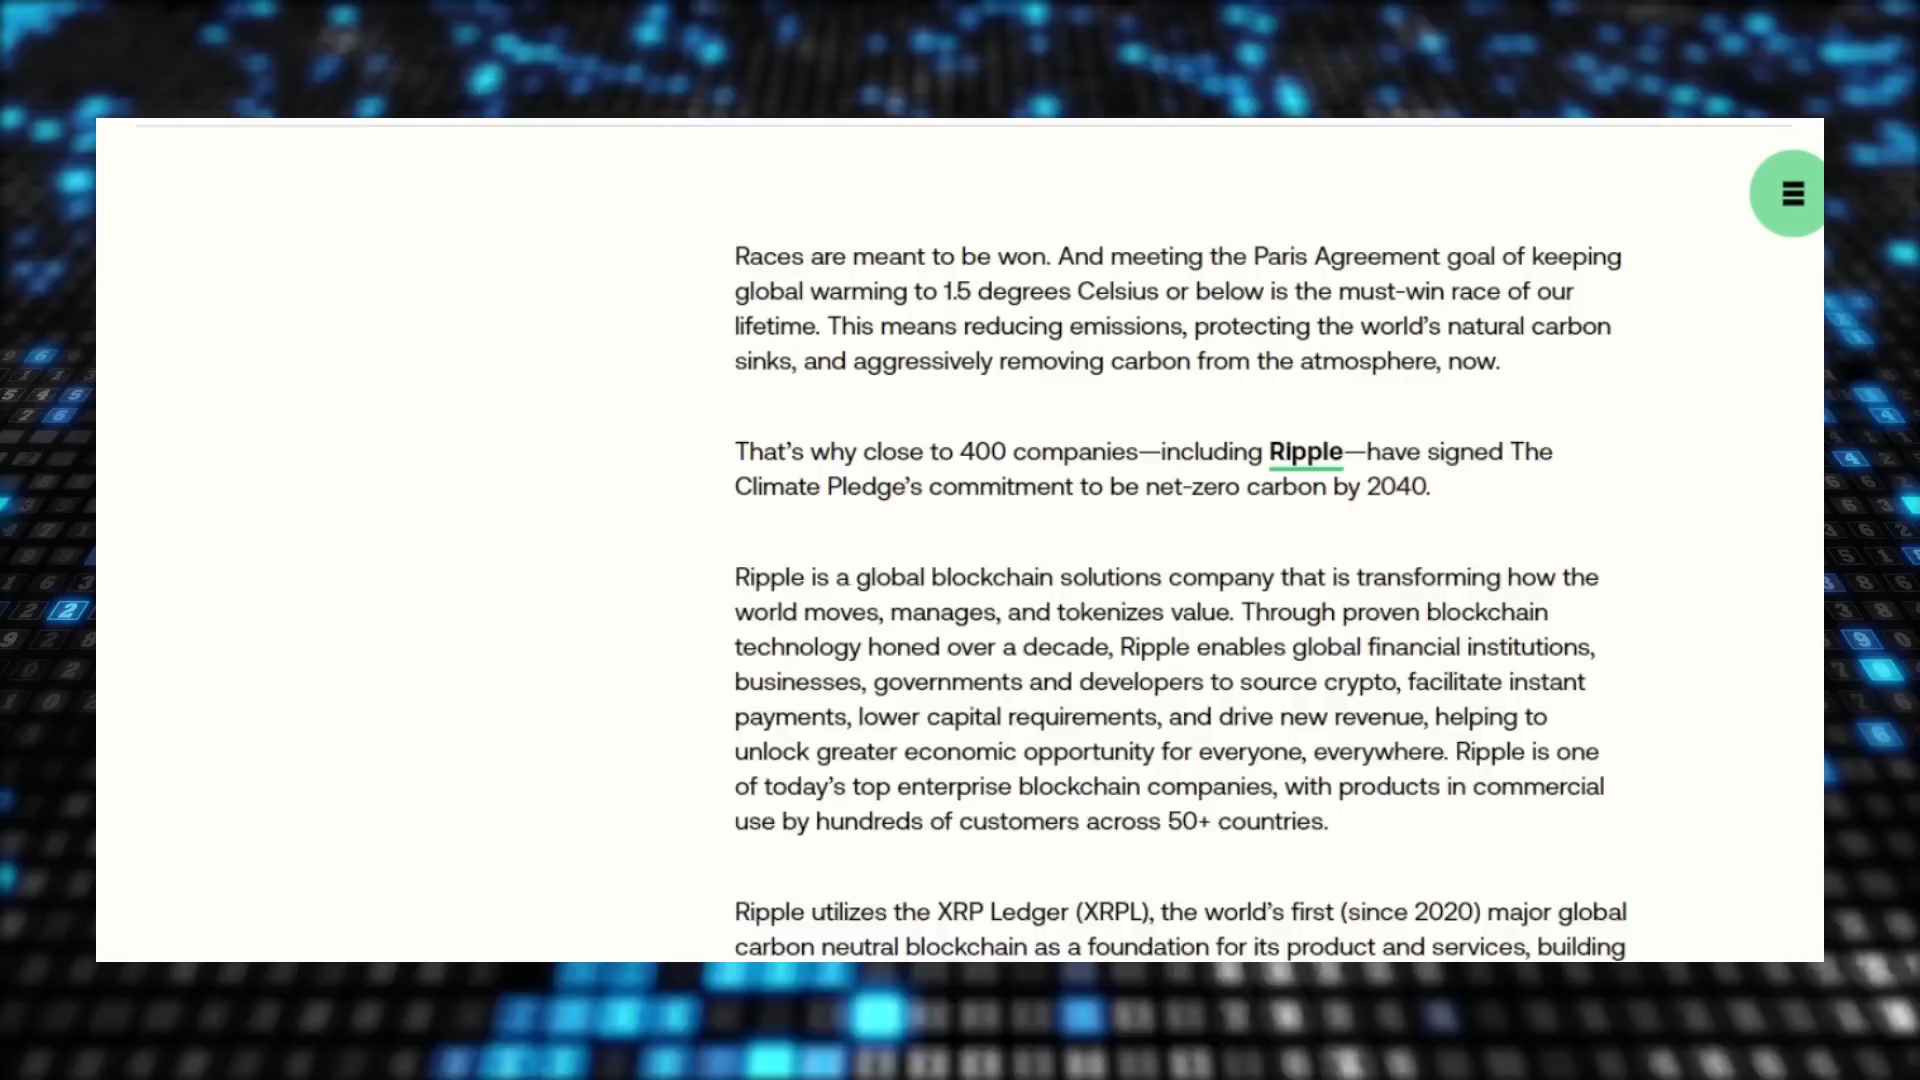 Races are meant to be won. And meeting the Paris Agreement goal of keeping
global warming to 1.5 degrees Celsius or below is the must-win race of our
lifetime. This means reducing emissions, protecting the world’s natural carbon
sinks, and aggressively removing carbon from the atmosphere, now.
That’s why close to 400 companies—including Ripple—have signed The
Climate Pledge’s commitment to be net-zero carbon by 2040.
Ripple is a global blockchain solutions company that is transforming how the
world moves, manages, and tokenizes value. Through proven blockchain
technology honed over a decade, Ripple enables global financial institutions,
businesses, governments and developers to source crypto, facilitate instant
payments, lower capital requirements, and drive new revenue, helping to
unlock greater economic opportunity for everyone, everywhere. Ripple is one
of today’s top enterprise blockchain companies, with products in commercial
use by hundreds of customers across 50+ countries.
Ripple utilizes the XRP Ledger (XRPL), the world’s first (since 2020) major global
carbon neutral blockchain as a foundation for its product and services, building